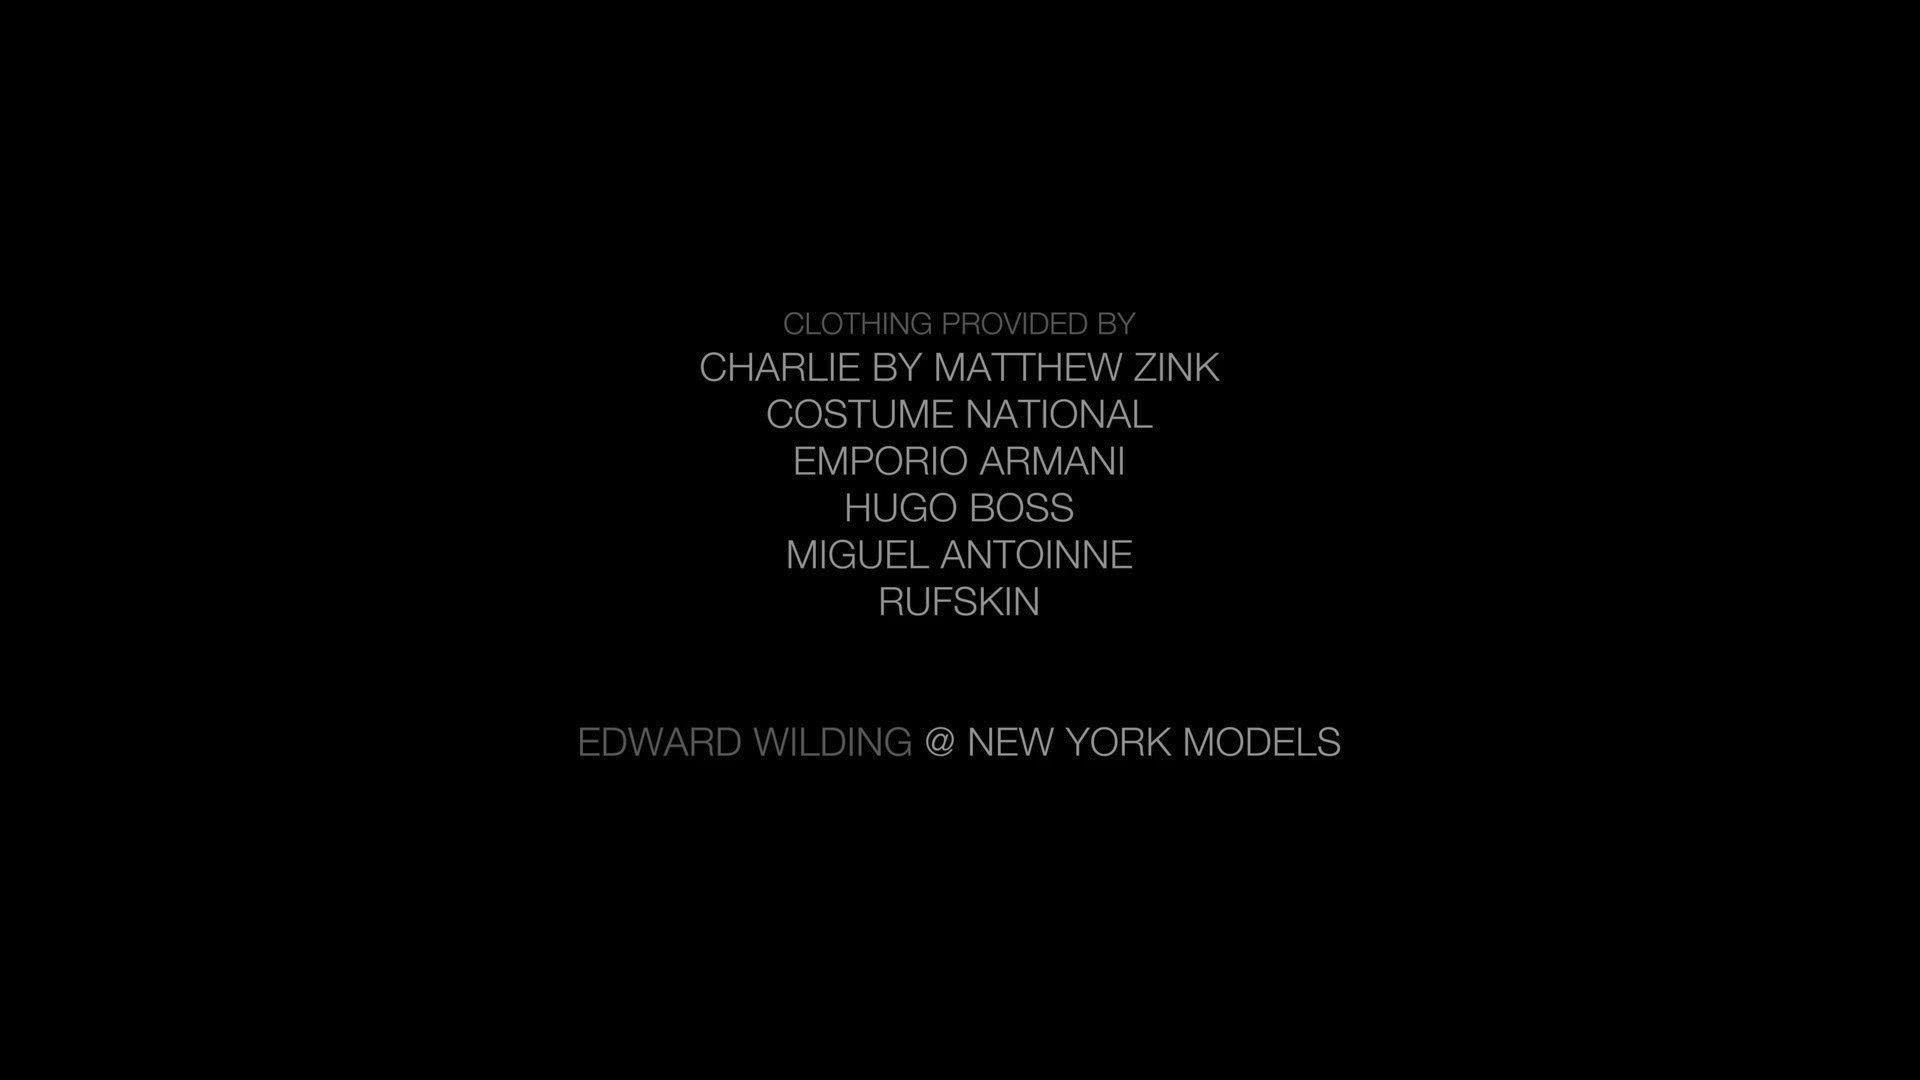 CLOTHING PROVIDED BY
CHARLIE BY MATTHEW ZINK
COSTUME NATIONAL
EMPORIO ARMANI
HUGO BOSS
MIGUEL ANTOINNE
RUFSKIN
EDWARD WILDING @ NEW YORK MODELS